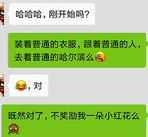 哈哈哈，刚开始吗？
装着普通的衣服，跟着普通的人，
去着普通的哈尔滨么
，对
既然对了，不奖励我一朵小红花么